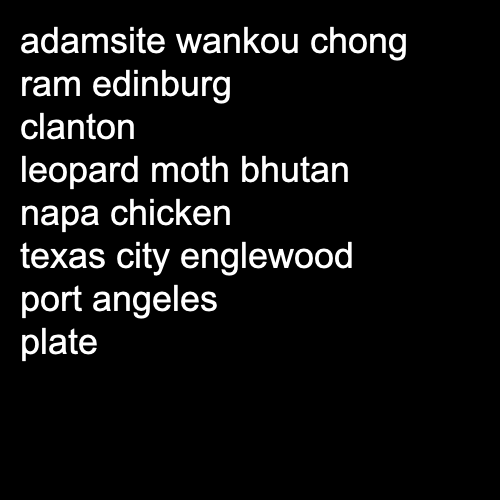 adamsite wankou chong
ram edinburg
clanton
leopard moth bhutan
napa chicken
texas city englewood
port angeles
plate